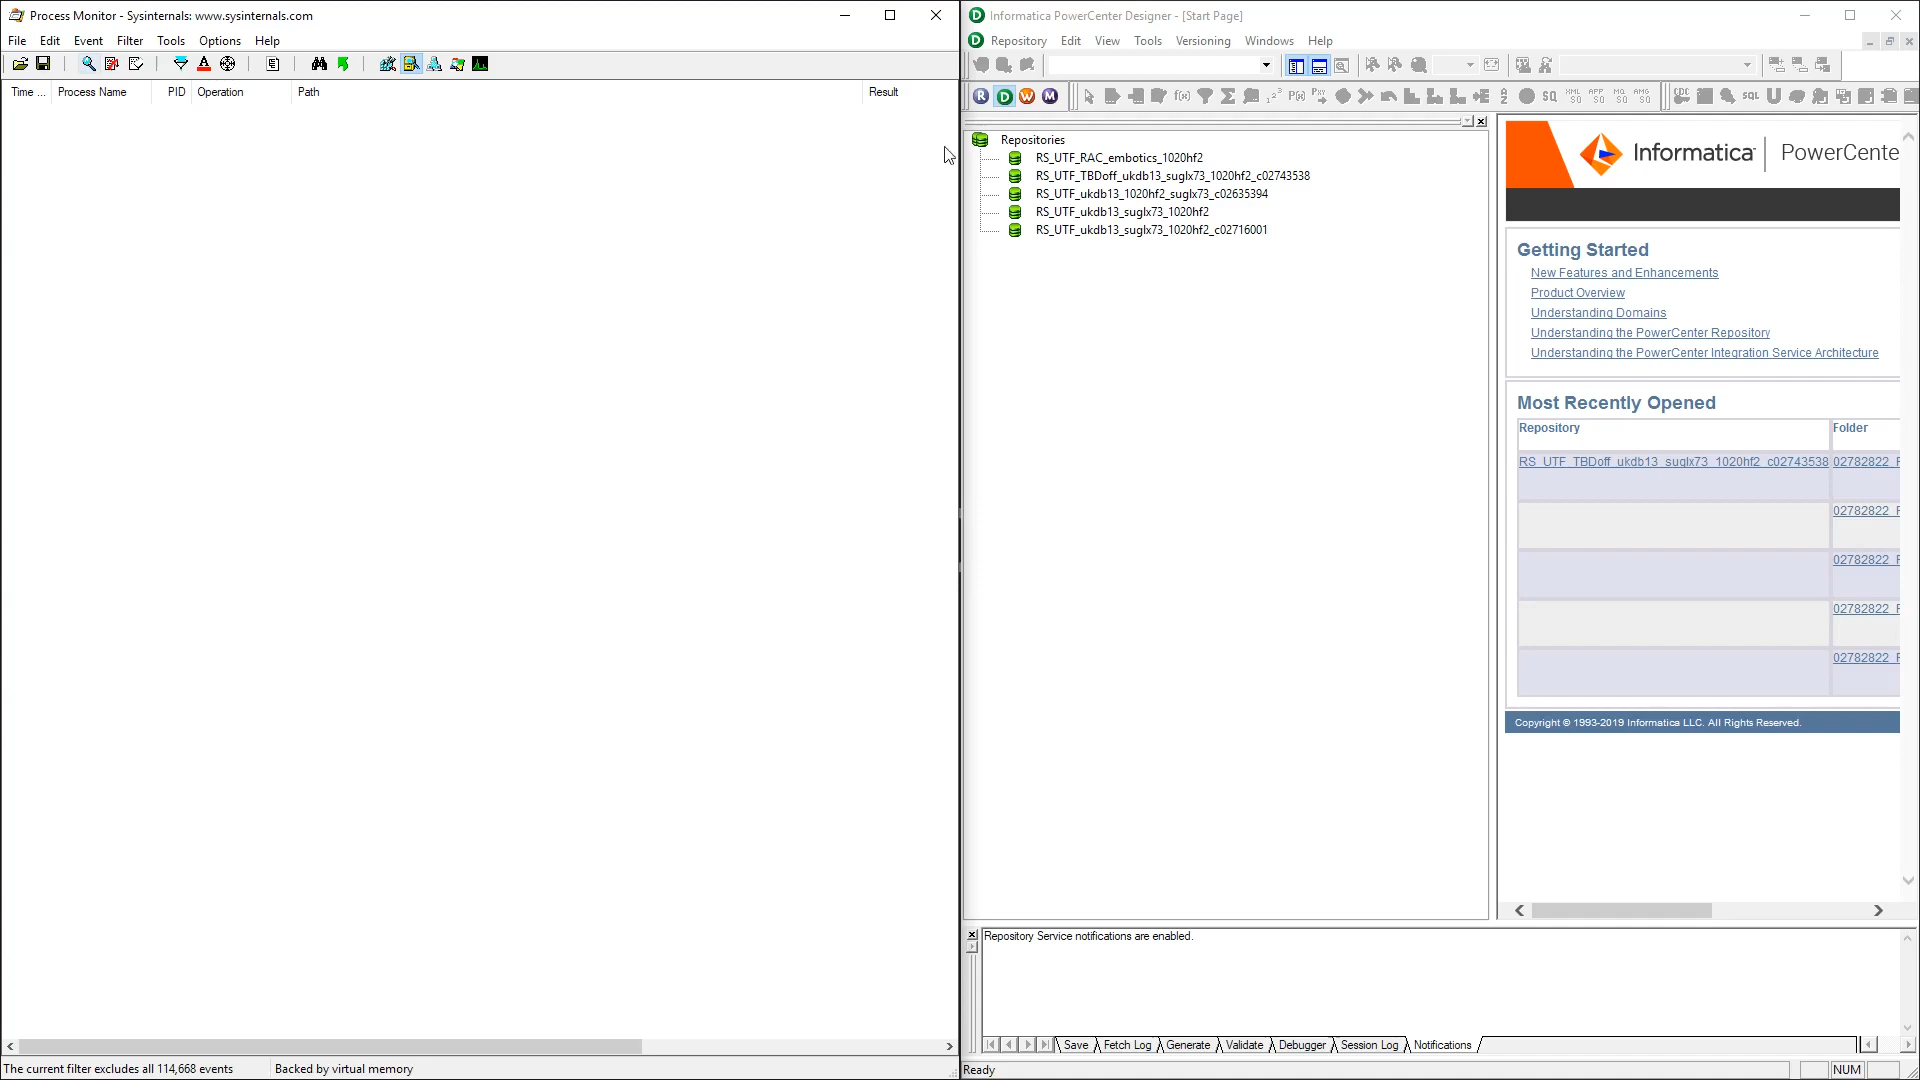 Process Monitor - Sysinternals: www.sysinternals.com
File Edit Event Filter Tools Options Help
Time ... Process Name PID Operation Path Result
The current filter excludes all 114,668 events Backed by virtual memory
Informatica PowerCenter Designer - [Start Page]
Repository Edit View Tools Versioning Windows Help
R D W M
Repositories
RS_UTF_RAC_embotics_1020hf2
RS_UTF_TBDoff_ukdb13_suglx73_1020hf2_c02743538
RS_UTF_ukdb13_1020hf2_suglx73_c02635394
RS_UTF_ukdb13_suglx73_1020hf2
RS_UTF_ukdb13_suglx73_1020hf2_c02716001
Informatica PowerCente
Getting Started
New Features and Enhancements
Product Overview
Understanding Domains
Understanding the PowerCenter Repository
Understanding the PowerCenter Integration Service Architecture
Most Recently Opened
Repository Folder
RS_UTF_TBDoff_ukdb13_suglx73_1020hf2_c02743538 02782822_F
02782822_F
02782822_F
02782822_F
02782822_F
Copyright © 1993-2019 Informatica LLC. All Rights Reserved.
Repository Service notifications are enabled.
Save Fetch Log Generate Validate Debugger Session Log Notifications
Ready NUM